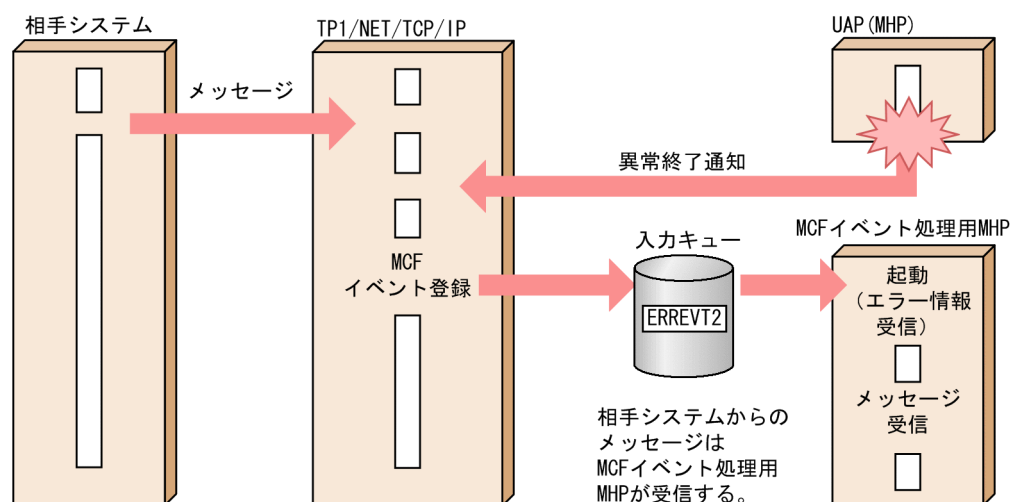 相手システム
TP1/NET/TCP/IP
UAP(MHP)
メッセージ
異常終了通知
MCF
イベント登録
入力キュー
ERREVT2
MCFイベント処理用MHP
起動
(エラー情報
受信)
メッセージ
受信
相手システムからの
メッセージは
MCFイベント処理用
MHPが受信する。